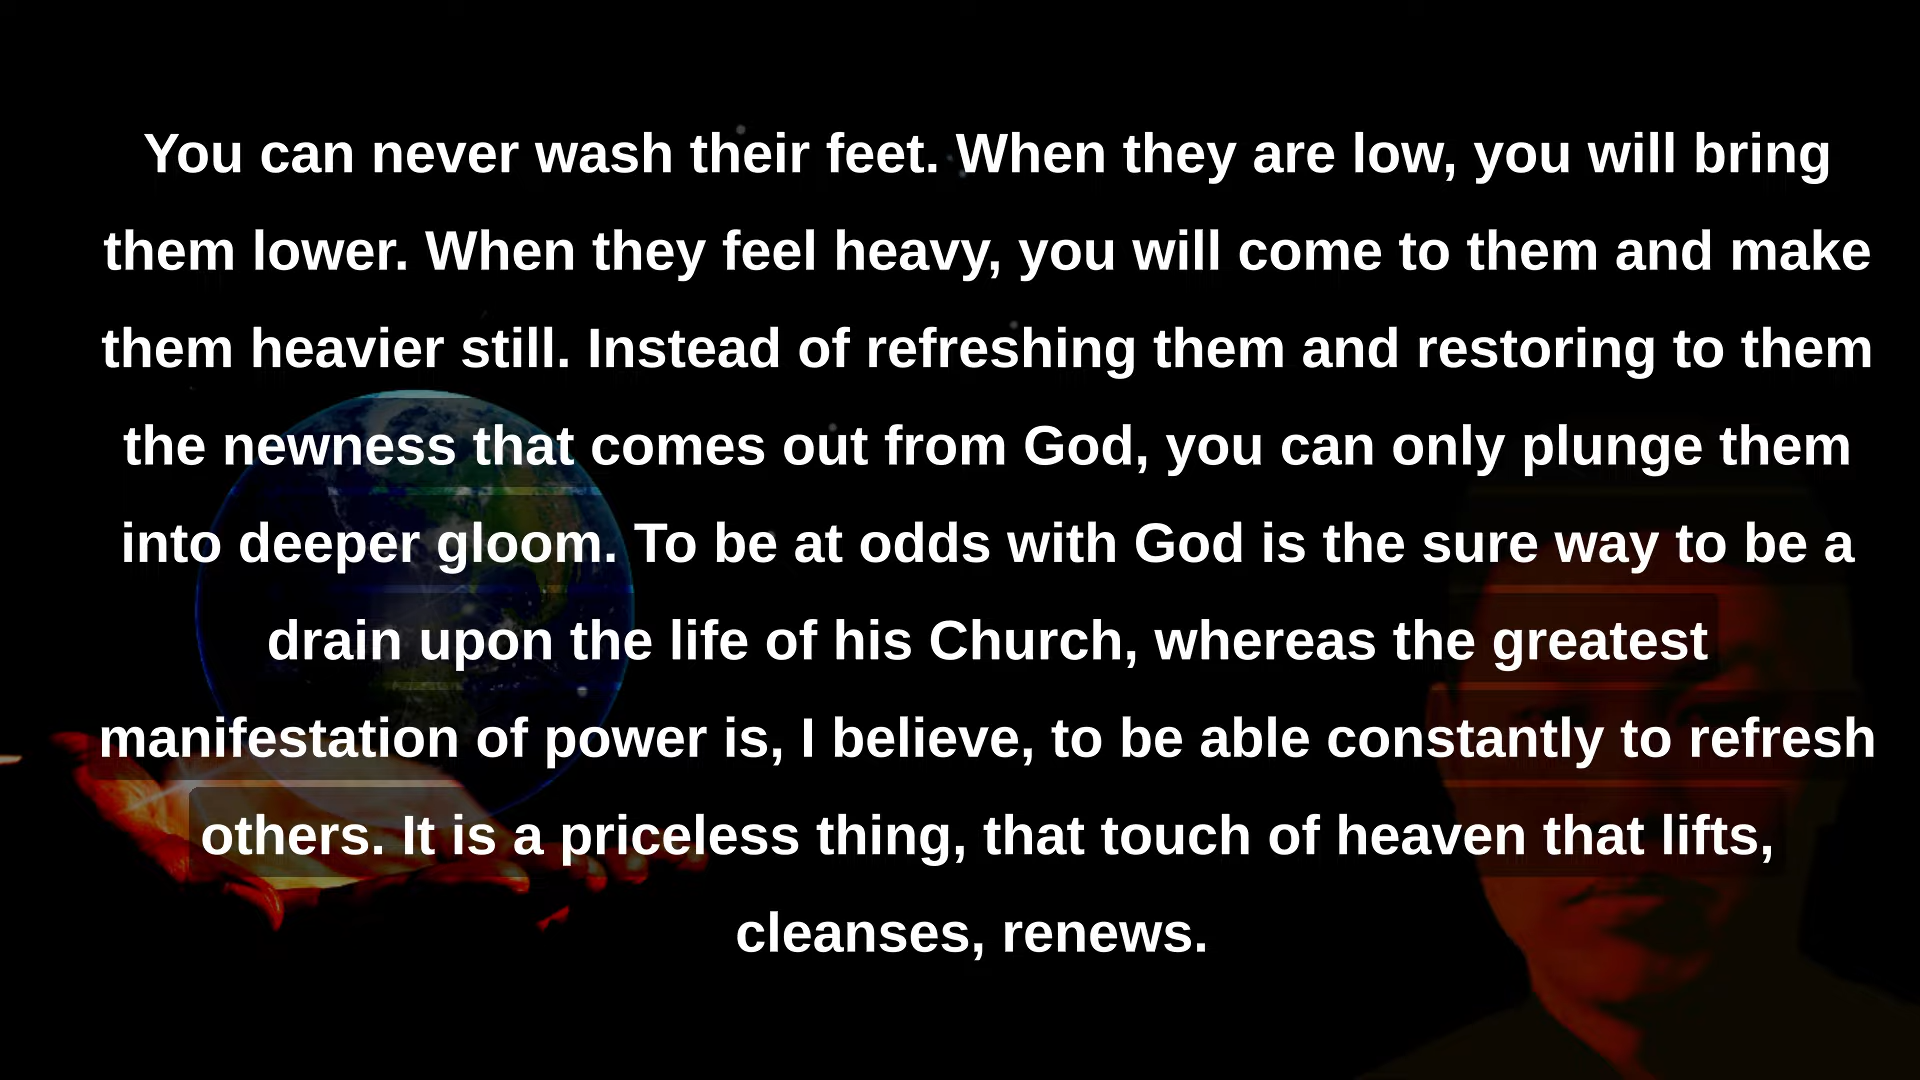 You can never wash their feet. When they are low, you will bring
them lower. When they feel heavy, you will come to them and make
them heavier still. Instead of refreshing them and restoring to them
the newness that comes out from God, you can only plunge them
into deeper gloom. To be at odds with God is the sure way to be a
drain upon the life of his Church, whereas the greatest
manifestation of power is, I believe, to be able constantly to refresh
others. It is a priceless thing, that touch of heaven that lifts,
cleanses, renews.